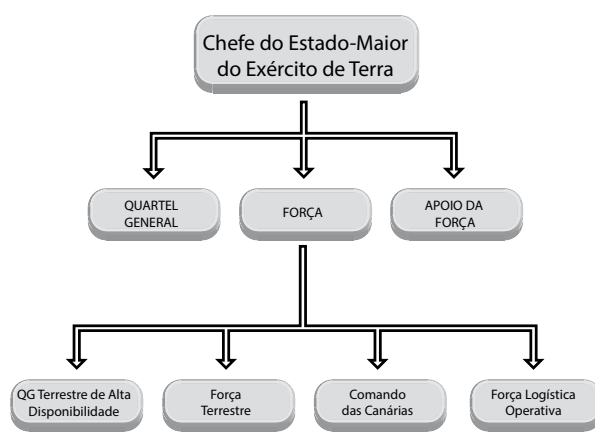 Chefe do Estado-Maior
do Exército de Terra
QUARTEL
GENERAL
FORÇA
APOIO DA
FORÇA
QG Terrestre de Alta
Disponibilidade
Força
Terrestre
Comando
das Canárias
Força Logística
Operativa